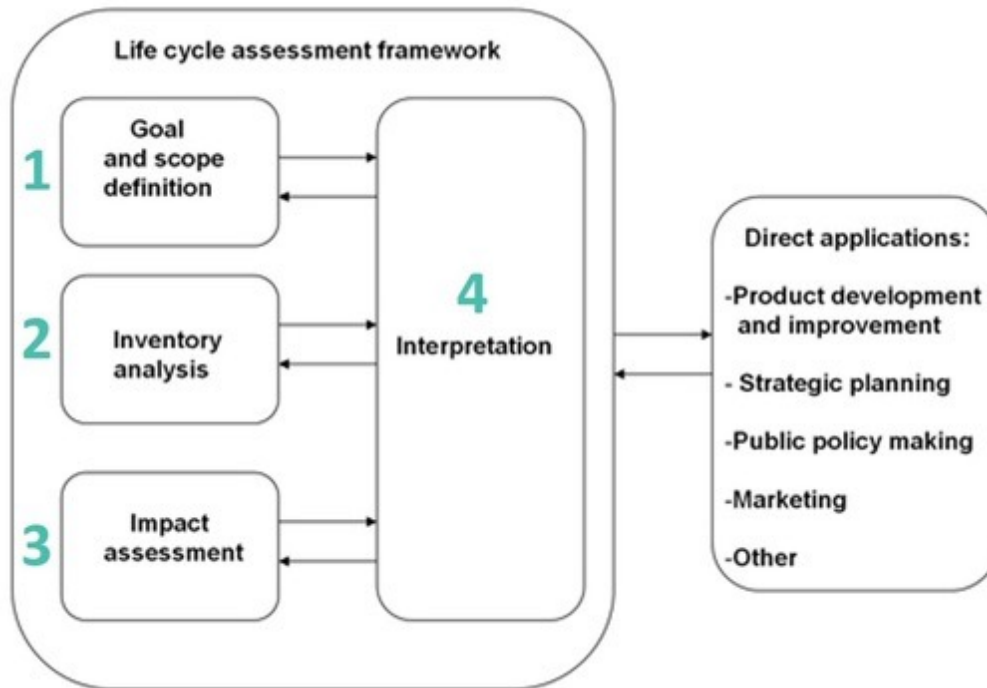 Life cycle assessment framework
1
Goal
and scope
definition
2
Inventory
analysis
3
Impact
assessment
4
Interpretation
Direct applications:
-Product development
and improvement
- Strategic planning
-Public policy making
-Marketing
-Other